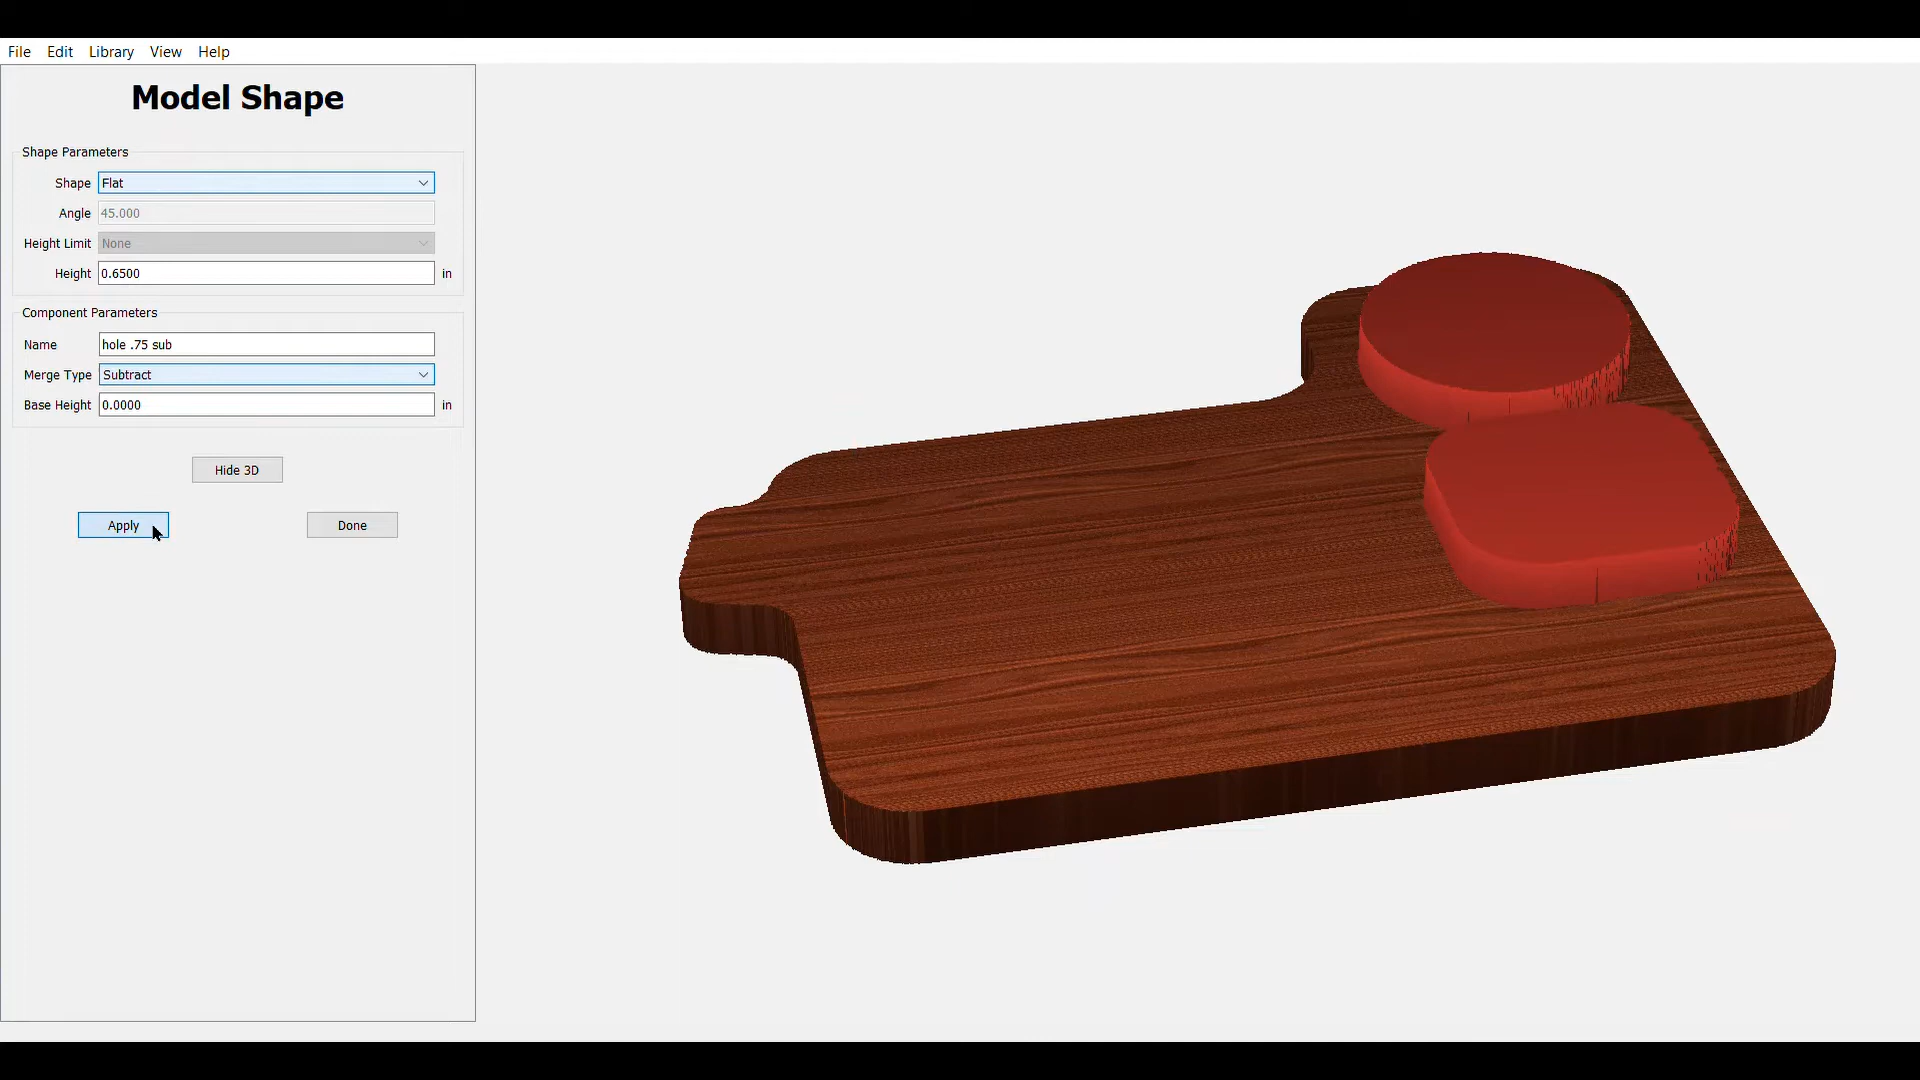 File Edit Library View Help
Model Shape
Shape Parameters
Shape Flat
Angle 45.000
Height Limit None
Height 0.6500 in
Component Parameters
Name hole .75 sub
Merge Type Subtract
Base Height 0.0000 in
Hide 3D
Apply Done